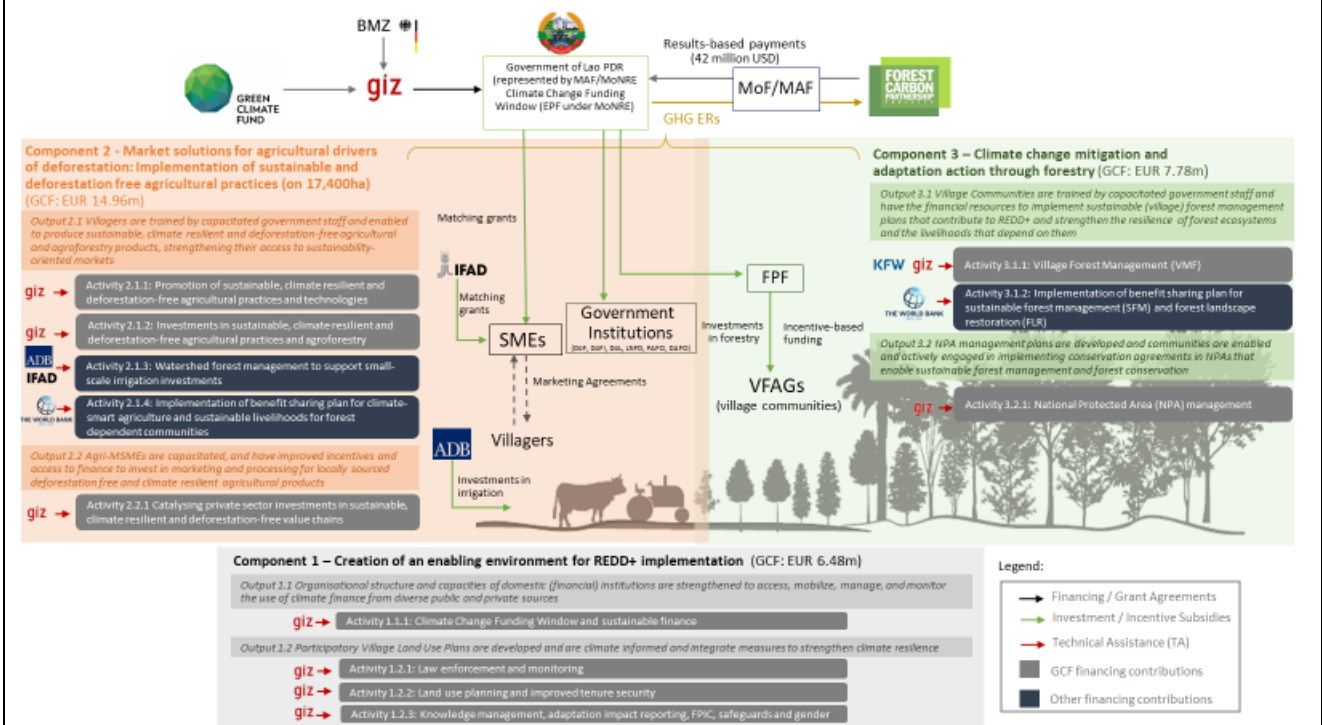 BMZ
GREEN
CLIMATE
FUND
giz
Government of Lao PDR
(represented by MAF/MoNRE
Climate Change Funding
Window (EPF under MoNRE)
Results-based payments
(42 million USD)
MoF/MAF
FOREST
CARBON
PARTNERSHIP
GHG ERs
Component 2 - Market solutions for agricultural drivers
of deforestation: Implementation of sustainable and
deforestation free agricultural practices (on 17,400ha)
(GCF: EUR 14.96m)
Output 2.1 Villagers are trained by capacitated government staff and enabled
to produce sustainable, climate resilient and deforestation-free agricultural
and agroforestry products, strengthening their access to sustainability-
oriented markets
giz
Activity 2.1.1: Promotion of sustainable, climate resilient and
deforestation-free agricultural practices and technologies
giz
Activity 2.1.2: Investments in sustainable, climate resilient and
deforestation-free agriculture and agroforestry
ADB
IFAD
Activity 2.1.3: Watershed forest management to support small-
scale irrigation investments
THE WORLD BANK
Activity 2.1.4: Implementation of benefit sharing plan for climate-
smart agriculture and sustainable livelihoods for forest
dependent communities
Output 2.2 Agri-MSMEs are capacitated, and have improved incentives and
access to finance to invest in marketing and processing for locally sourced
deforestation free and climate resilient agricultural products
giz
Activity 2.2.1 Catalysing private sector investments in sustainable,
climate resilient and deforestation-free value chains
Matching grants
IFAD
Matching
grants
SMEs
Government
Institutions
Marketing Agreements
Villagers
ADB
Investments in
irrigation
FPF
Investments
in forestry
Incentive-based
funding
VFAGs
(village communities)
Component 3 – Climate change mitigation and
adaptation action through forestry (GCF: EUR 7.78m)
Output 3.1 Village Communities are trained by capacitated government staff and
have the financial resources to implement sustainable (village) forest management
plans that contribute to REDD+ and strengthen the resilience of forest ecosystems
and the livelihoods that depend on them
KFW giz
Activity 3.1.1: Village Forest Management (VMF)
THE WORLD BANK
Activity 3.1.2: Implementation of benefit sharing plan for
sustainable forest management (SFM) and forest landscape
restoration (FLR)
Output 3.2 NPA management plans are developed and communities are enabled
and actively engaged in implementing conservation agreements in NPAs that
enable sustainable forest management and forest conservation
giz
Activity 3.2.1: National Protected Area (NPA) management
Component 1 – Creation of an enabling environment for REDD+ implementation (GCF: EUR 6.48m)
Output 1.1 Organisational structure and capacities of domestic (financial) institutions are strengthened to access, mobilize, manage, and monitor
the use of climate finance from diverse public and private sources
giz
Activity 1.1.1: Climate Change Funding Window and sustainable finance
Output 1.2 Participatory Village Land Use Plans are developed and are climate informed and integrate measures to strengthen climate resilience
giz
Activity 1.2.1: Law enforcement and monitoring
giz
Activity 1.2.2: Land use planning and improved tenure security
giz
Activity 1.2.3: Knowledge management, adaptation impact reporting, FPIC, safeguards and gender
Legend:
Financing / Grant Agreements
Investment / Incentive Subsidies
Technical Assistance (TA)
GCF financing contributions
Other financing contributions